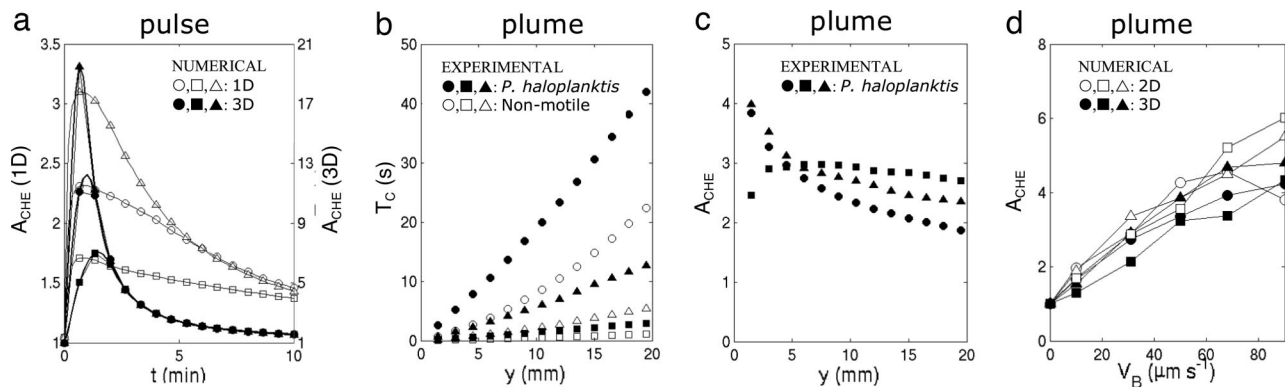 a pulse
A_CHE (1D)
3.5
3
2.5
2
1.5
1
NUMERICAL
○,□,△: 1D
●,■,▲: 3D
21
17
13
9
5
1
A_CHE (3D)
0 5 10
t (min)
b plume
T_C (s)
50
40
30
20
10
0
EXPERIMENTAL
●,■,▲: P. haloplanktis
○,□,△: Non-motile
0 5 10 15 20
y (mm)
c plume
A_CHE
5
4
3
2
1
0
EXPERIMENTAL
●,■,▲: P. haloplanktis
0 5 10 15 20
y (mm)
d plume
A_CHE
8
6
4
2
0
NUMERICAL
○,□,△: 2D
●,■,▲: 3D
0 20 40 60 80
V_B (μm s⁻¹)